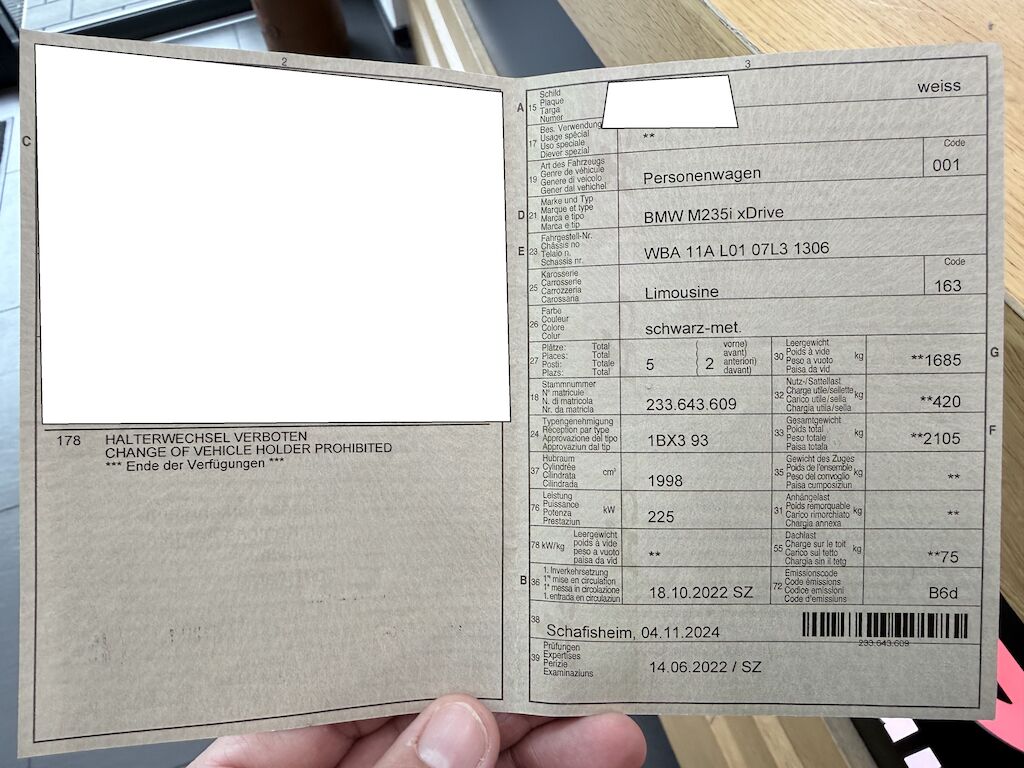 2
C
178 HALTERWECHSEL VERBOTEN
CHANGE OF VEHICLE HOLDER PROHIBITED
*** Ende der Verfügungen ***
3
A 15 Schild
Plaque
Targa
Numer
weiss
17 Bes. Verwendung
Usage spécial
Uso speciale
Diever spezial
**
19 Art des Fahrzeugs
Genre de véhicule
Genere di veicolo
Gener dal vehichel
Personenwagen
Code
001
D 21 Marke und Typ
Marque et type
Marca e tipo
Marca e tip
BMW M235i xDrive
E 23 Fahrgestell-Nr.
Châssis no
Telaio n.
Schassis nr.
WBA 11A L01 07L3 1306
25 Karosserie
Carrosserie
Carrozzeria
Carossaria
Limousine
Code
163
26 Farbe
Couleur
Colore
Colur
schwarz-met.
27 Plätze: Total
Places: Total
Posti: Totale
Plazs: Total
5 ( 2 vorne)
avant)
anteriori)
davant)
30 Leergewicht
Poids à vide
Peso a vuoto
Paisa da vid
kg
**1685
G
18 Stammnummer
N° matricule
N. di matricola
Nr. da matricla
233.643.609
32 Nutz-/Sattellast
Charge utile/sellette
Carico utile/sella
Chargia utila/sella
kg
**420
24 Typengenehmigung
Réception par type
Approvazione del tipo
Approvaziun dal tip
1BX3 93
33 Gesamtgewicht
Poids total
Peso totale
Paisa totala
kg
**2105
F
37 Hubraum
Cylindrée
Cilindrata
Cilindrada
cm³
1998
35 Gewicht des Zuges
Poids de l'ensemble
Peso del convoglio
Paisa cumposiziun
kg
**
76 Leistung
Puissance
Potenza
Prestaziun
kW
225
31 Anhängelast
Poids remorquable
Carico rimorchiato
Chargia annexa
kg
**
78 kW/kg Leergewicht
poids à vide
peso a vuoto
paisa da vid
**
55 Dachlast
Charge sur le toit
Carico sul tetto
Chargia sin il tetg
kg
**75
B 36 1. Inverkehrsetzung
1re mise en circulation
1a messa in circolazione
1. entrada en circulaziun
18.10.2022 SZ
72 Emissionscode
Code émissions
Codice emissioni
Code d'emissiuns
B6d
38
Schafisheim, 04.11.2024
233.643.609
39 Prüfungen
Expertises
Perizie
Examinaziuns
14.06.2022 / SZ